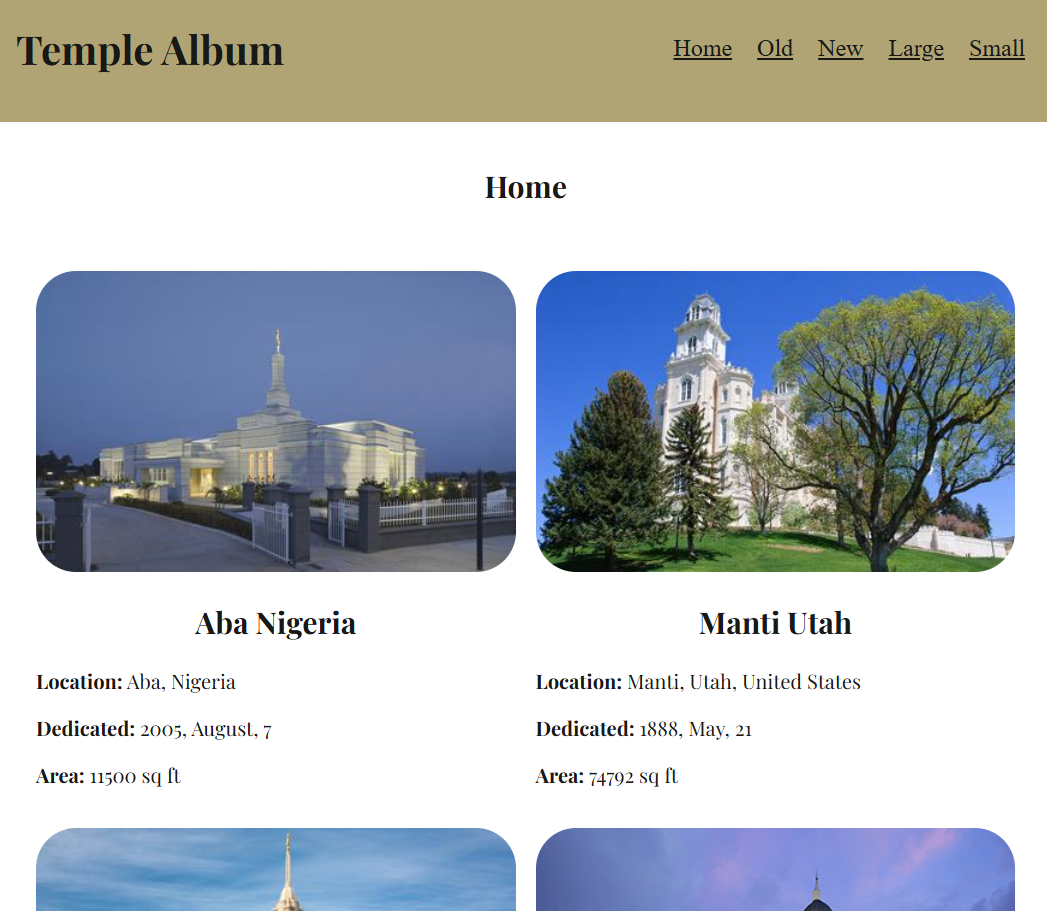 Temple Album
Home Old New Large Small
Home
Aba Nigeria
Location: Aba, Nigeria
Dedicated: 2005, August, 7
Area: 11500 sq ft
Manti Utah
Location: Manti, Utah, United States
Dedicated: 1888, May, 21
Area: 74792 sq ft